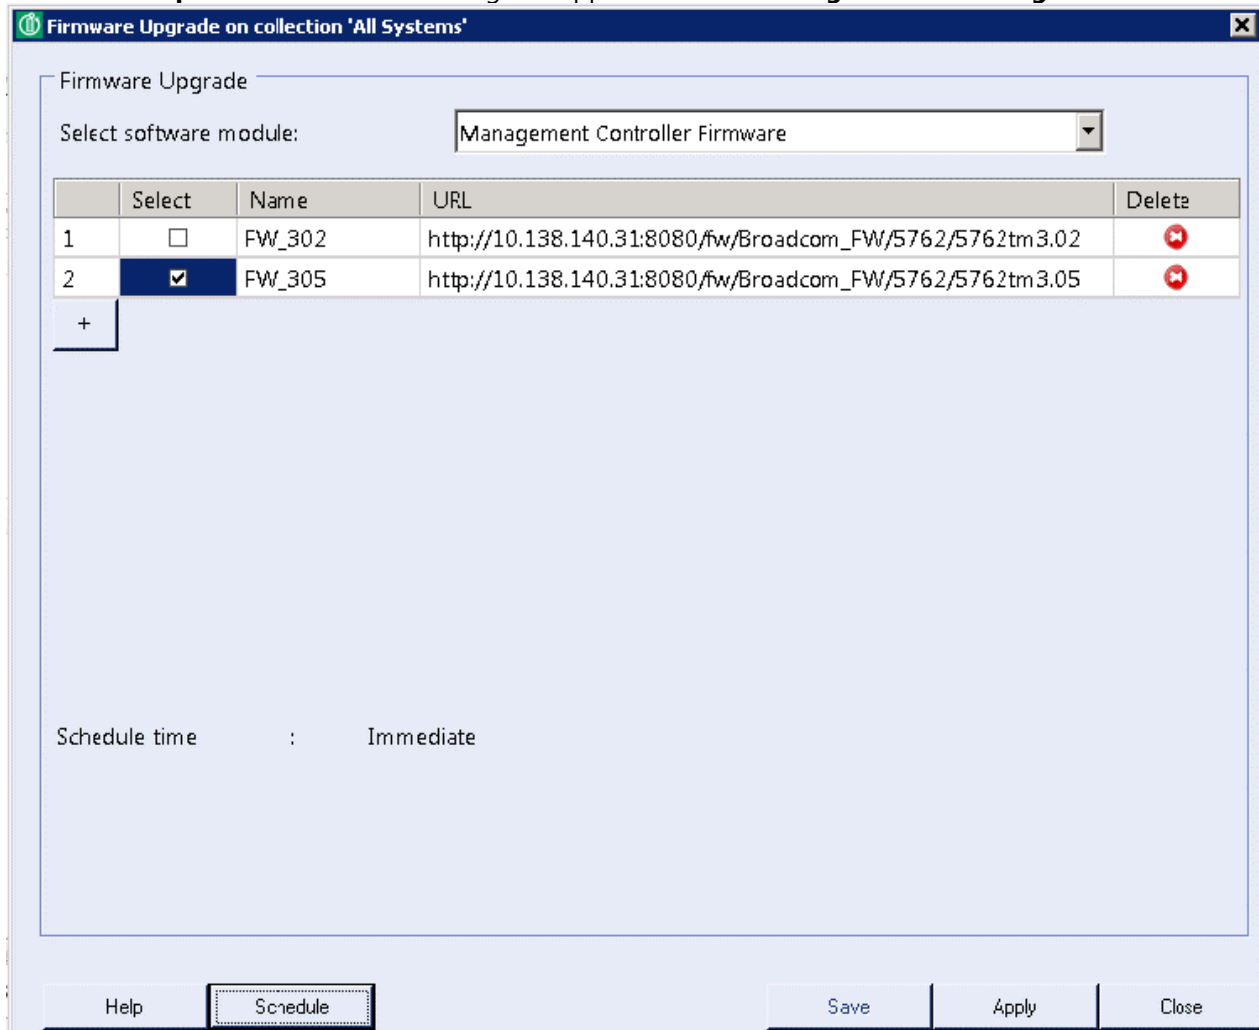 Firmware Upgrade on collection 'All Systems'
Firmware Upgrade
Select software module: Management Controller Firmware
Select Name URL Delete
1 FW_302 http://10.138.140.31:8080/fw/Broadcom_FW/5762/5762tm3.02
2 FW_305 http://10.138.140.31:8080/fw/Broadcom_FW/5762/5762tm3.05
+
Schedule time : Immediate
Help Schedule Save Apply Close